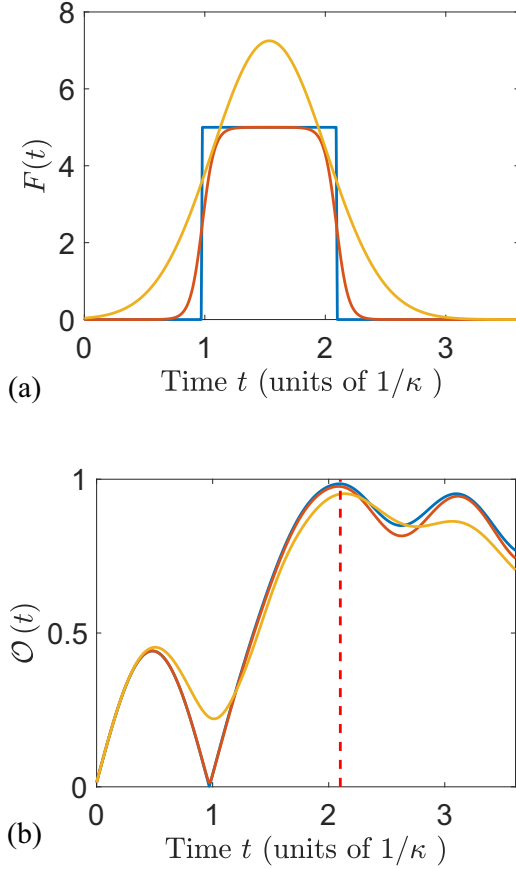 8
6
F(t)
4
2
0
0 1 2 3
Time t (units of 1/κ )
(a)
1
O(t)
0.5
0
0 1 2 3
Time t (units of 1/κ )
(b)